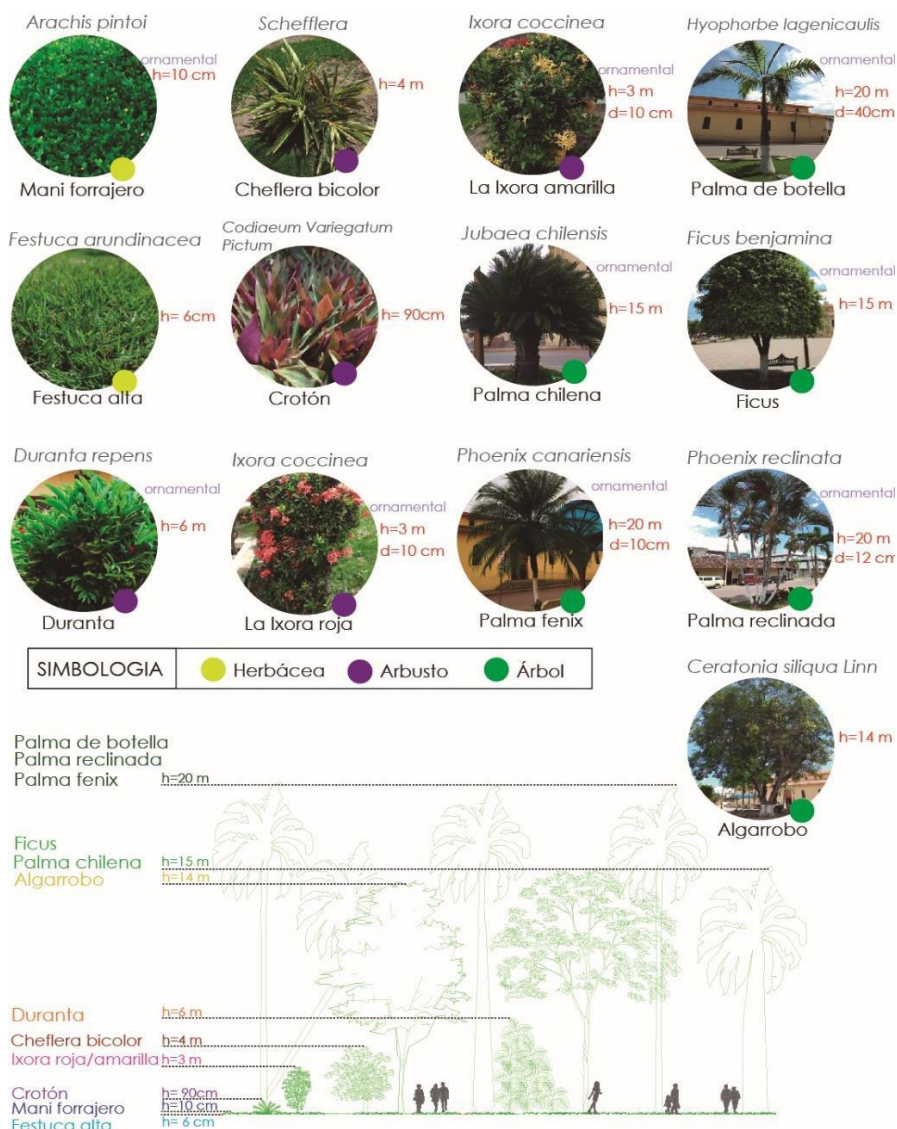 Arachis pintoi
ornamental
h=10 cm
Mani forrajero
Schefflera
h=4 m
Cheflera bicolor
Ixora coccinea
ornamental
h=3 m
d=10 cm
La Ixora amarilla
Hyophorbe lagenicaulis
ornamental
h=20 m
d=40cm
Palma de botella
Festuca arundinacea
h= 6cm
Festuca alta
Codiaeum Variegatum
Pictum
h= 90cm
Crotón
Jubaea chilensis
ornamental
h=15 m
Palma chilena
Ficus benjamina
ornamental
h=15 m
Ficus
Duranta repens
ornamental
h=6 m
Duranta
Ixora coccinea
ornamental
h=3 m
d=10 cm
La Ixora roja
Phoenix canariensis
ornamental
h=20 m
d=10cm
Palma fenix
Phoenix reclinata
ornamental
h=20 m
d=12 cm
Palma reclinada
SIMBOLOGIA
Herbácea
Arbusto
Árbol
Ceratonia siliqua Linn
h=14 m
Algarrobo
Palma de botella
Palma reclinada
Palma fenix h=20 m
Ficus
Palma chilena h=15 m
Algarrobo h=14 m
Duranta h=6 m
Cheflera bicolor h=4 m
Ixora roja/amarilla h=3 m
Crotón h= 90cm
Mani forrajero h=10 cm
Festuca alta h= 6 cm